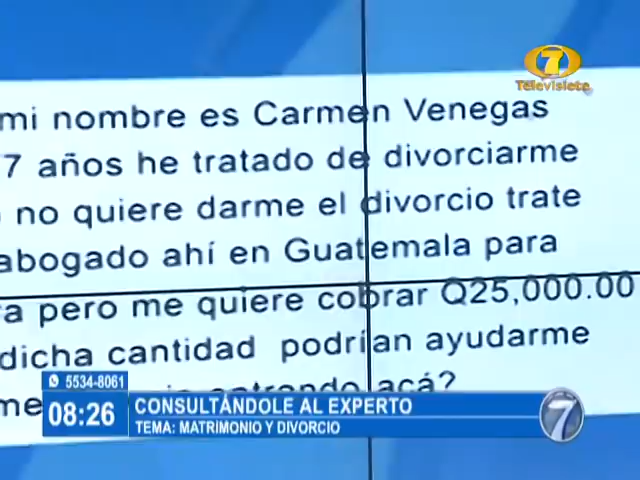 7
Televisiete
mi nombre es Carmen Venegas
7 años he tratado de divorciarme
no quiere darme el divorcio trate
abogado ahí en Guatemala para
a pero me quiere cobrar Q25,000.00
dicha cantidad podrían ayudarme
me entrando acá?
5534-8061
08:26
CONSULTÁNDOLE AL EXPERTO
TEMA: MATRIMONIO Y DIVORCIO
7